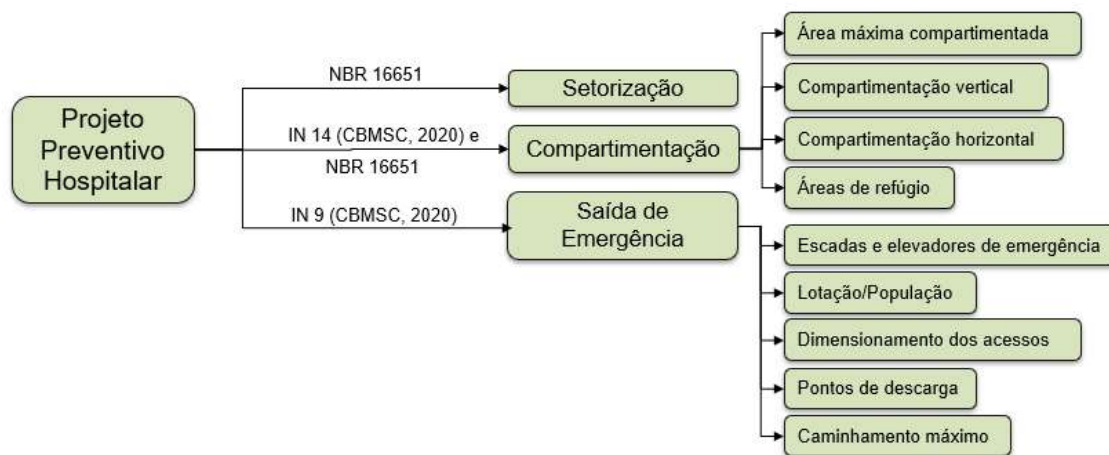 Projeto
Preventivo
Hospitalar
NBR 16651
Setorização
IN 14 (CBMSC, 2020) e
NBR 16651
Compartimentação
Área máxima compartimentada
Compartimentação vertical
Compartimentação horizontal
Áreas de refúgio
IN 9 (CBMSC, 2020)
Saída de
Emergência
Escadas e elevadores de emergência
Lotação/População
Dimensionamento dos acessos
Pontos de descarga
Caminhamento máximo